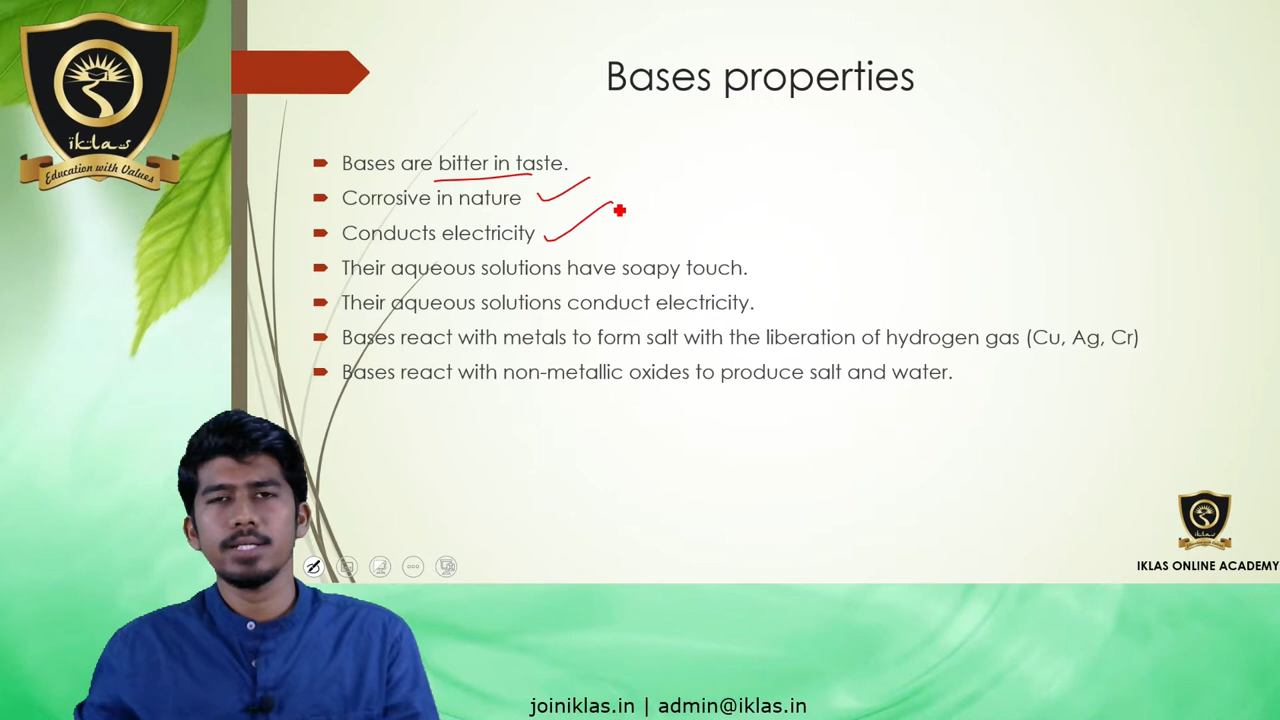 iklas
Education with Values
Bases properties
Bases are bitter in taste.
Corrosive in nature
Conducts electricity
Their aqueous solutions have soapy touch.
Their aqueous solutions conduct electricity.
Bases react with metals to form salt with the liberation of hydrogen gas (Cu, Ag, Cr)
Bases react with non-metallic oxides to produce salt and water.
IKLAS ONLINE ACADEMY
joiniklas.in | admin@iklas.in